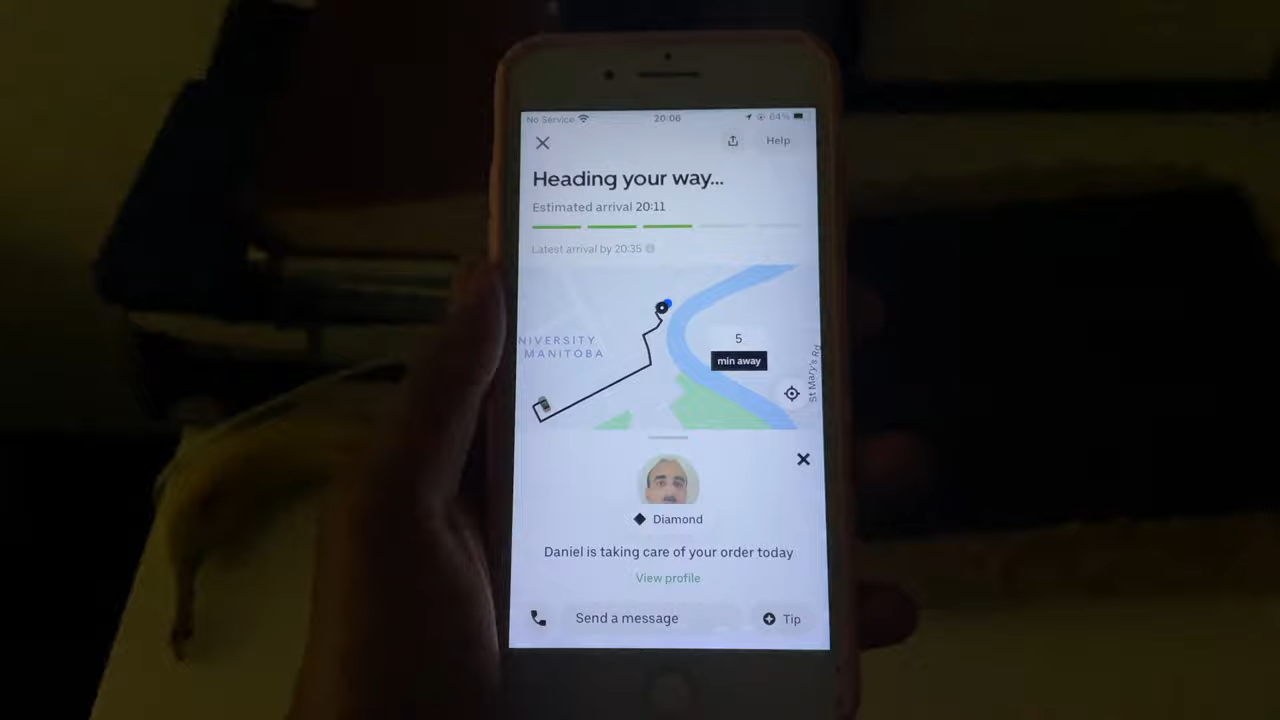 No Service 20:06 64%
Help
Heading your way...
Estimated arrival 20:11
Latest arrival by 20:35
NIVERSITY
MANITOBA
5
min away
St Mary's Rd
Diamond
Daniel is taking care of your order today
View profile
Send a message Tip